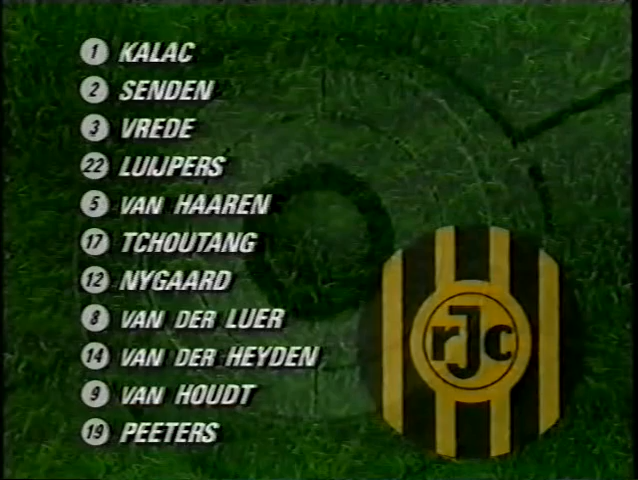 1 KALAC
2 SENDEN
3 VREDE
22 LUIJPERS
5 VAN HAAREN
17 TCHOUTANG
12 NYGAARD
8 VAN DER LUER
14 VAN DER HEYDEN
9 VAN HOUDT
19 PEETERS
rJc